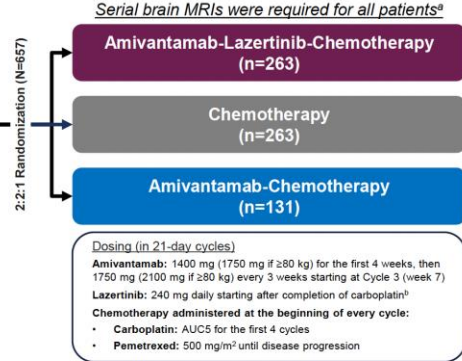 Serial brain MRIs were required for all patientsᵃ
2:2:1 Randomization (N=657)
Amivantamab-Lazertinib-Chemotherapy
(n=263)
Chemotherapy
(n=263)
Amivantamab-Chemotherapy
(n=131)
Dosing (in 21-day cycles)
Amivantamab: 1400 mg (1750 mg if ≥80 kg) for the first 4 weeks, then
1750 mg (2100 mg if ≥80 kg) every 3 weeks starting at Cycle 3 (week 7)
Lazertinib: 240 mg daily starting after completion of carboplatinᵇ
Chemotherapy administered at the beginning of every cycle:
• Carboplatin: AUC5 for the first 4 cycles
• Pemetrexed: 500 mg/m² until disease progression